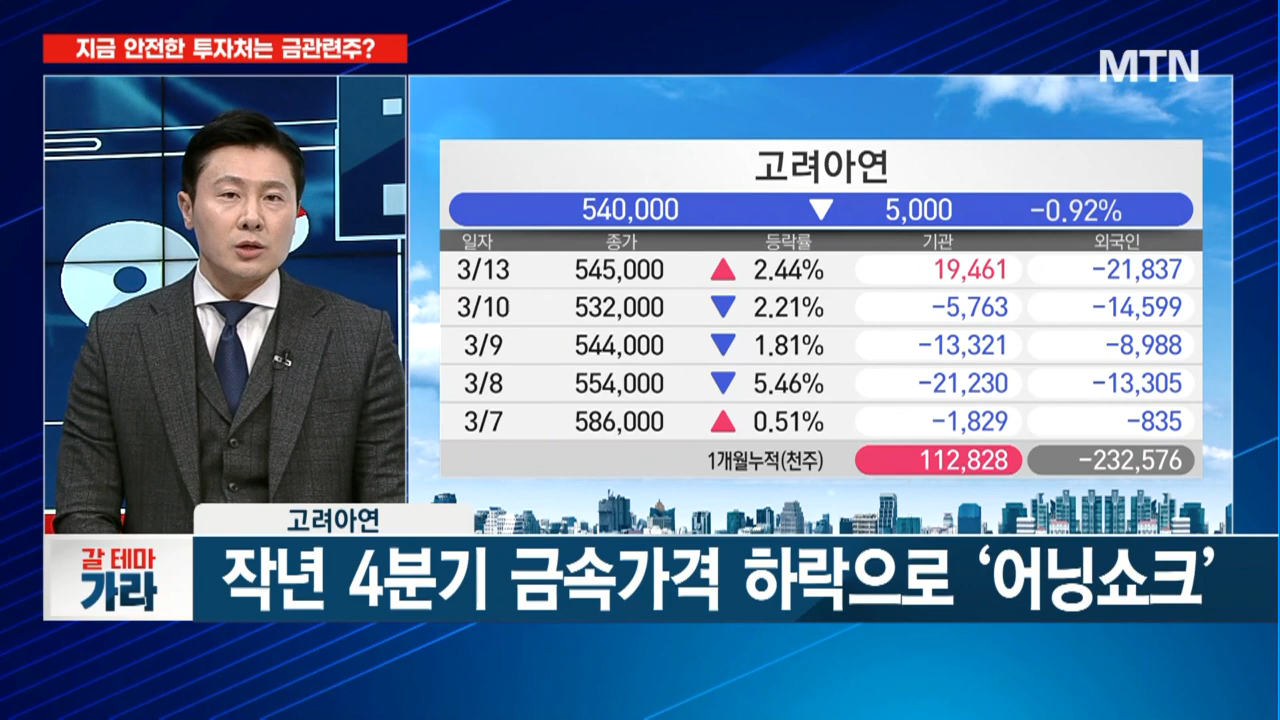 지금 안전한 투자처는 금관련주?
MTN
고려아연
540,000 ▼ 5,000 -0.92%
일자 종가 등락률 기관 외국인
3/13 545,000 ▲ 2.44% 19,461 -21,837
3/10 532,000 ▼ 2.21% -5,763 -14,599
3/9 544,000 ▼ 1.81% -13,321 -8,988
3/8 554,000 ▼ 5.46% -21,230 -13,305
3/7 586,000 ▲ 0.51% -1,829 -835
1개월누적(천주) 112,828 -232,576
고려아연
갈 테마
가라
작년 4분기 금속가격 하락으로 ‘어닝쇼크’